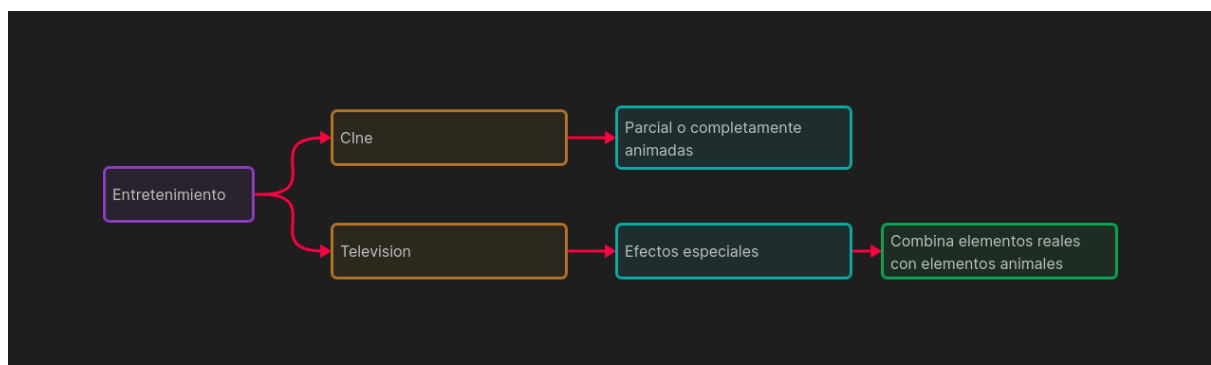 Entretenimiento
CIne
Parcial o completamente
animadas
Television
Efectos especiales
Combina elementos reales
con elementos animales